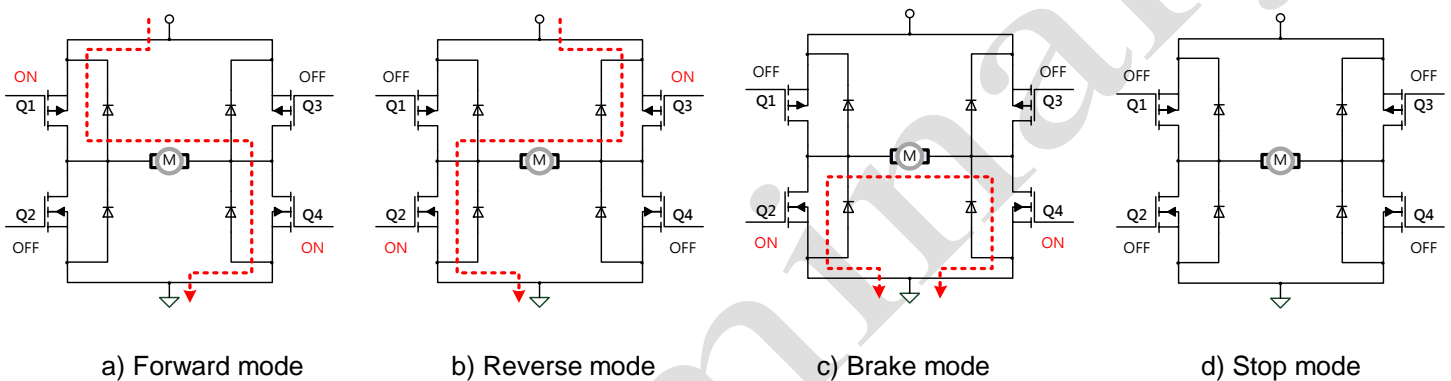 ON
OFF
Q1
Q3
M
Q2
Q4
OFF
ON
a) Forward mode
OFF
ON
Q1
Q3
M
Q2
Q4
ON
OFF
b) Reverse mode
OFF
OFF
Q1
Q3
M
Q2
Q4
ON
ON
c) Brake mode
OFF
OFF
Q1
Q3
M
Q2
Q4
OFF
OFF
d) Stop mode
minary